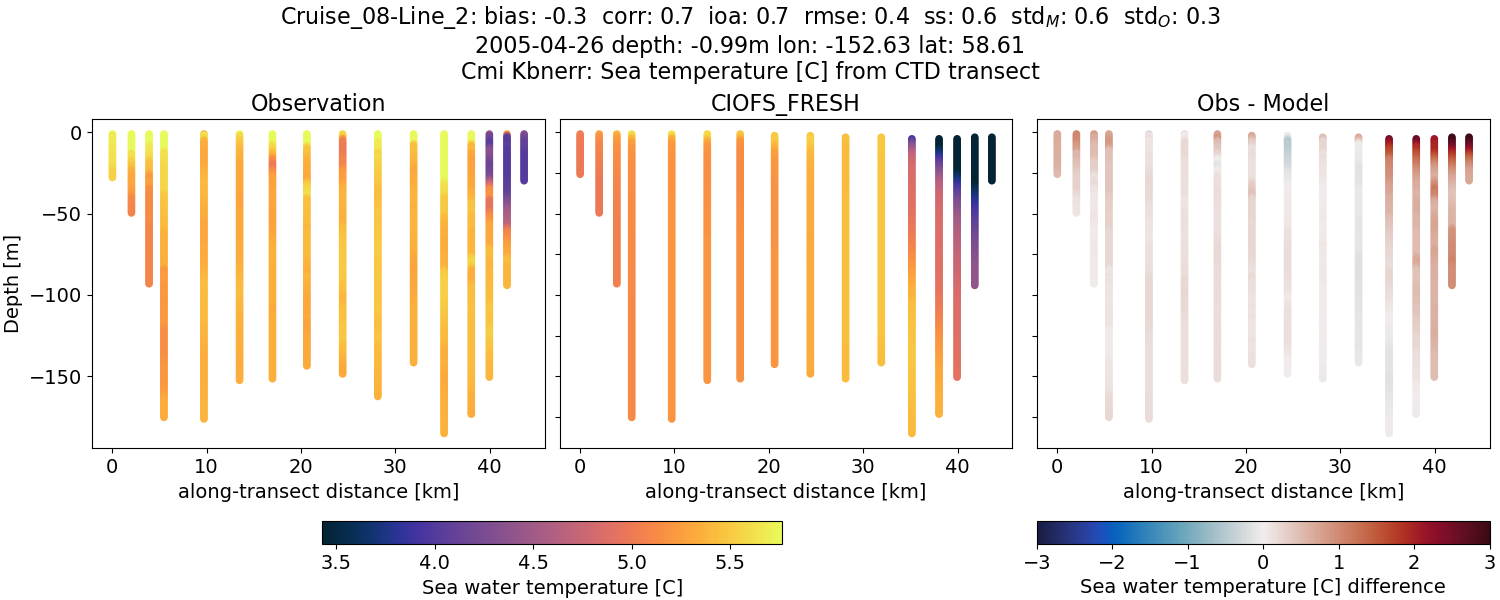 Cruise_08-Line_2: bias: -0.3  corr: 0.7  ioa: 0.7  rmse: 0.4  ss: 0.6  std_M: 0.6  std_O: 0.3
2005-04-26 depth: -0.99m lon: -152.63 lat: 58.61
Cmi Kbnerr: Sea temperature [C] from CTD transect
Observation
CIOFS_FRESH
Obs - Model
Depth [m]
0
−50
−100
−150
0 10 20 30 40
0 10 20 30 40
0 10 20 30 40
along-transect distance [km]
along-transect distance [km]
along-transect distance [km]
3.5 4.0 4.5 5.0 5.5
Sea water temperature [C]
−3 −2 −1 0 1 2 3
Sea water temperature [C] difference